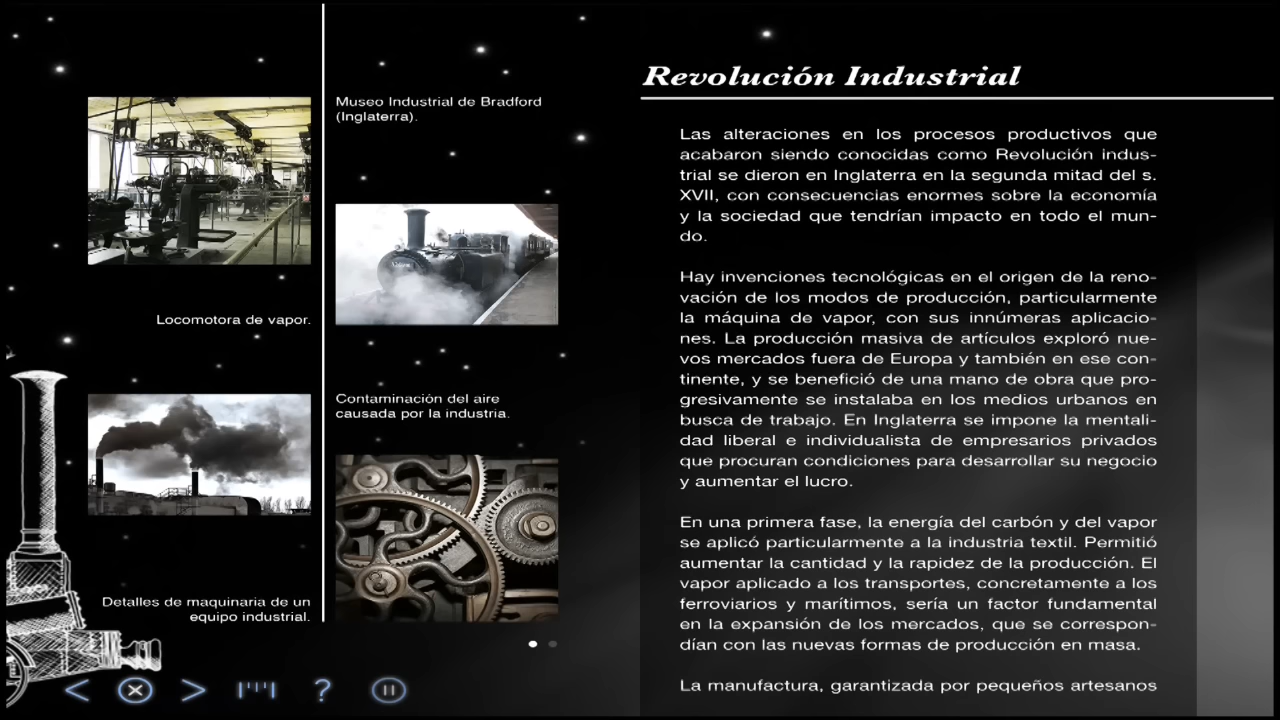 Museo Industrial de Bradford
(Inglaterra).
Locomotora de vapor.
Contaminación del aire
causada por la industria.
Detalles de maquinaria de un
equipo industrial.
Revolución Industrial
Las alteraciones en los procesos productivos que
acabaron siendo conocidas como Revolución indus-
trial se dieron en Inglaterra en la segunda mitad del s.
XVII, con consecuencias enormes sobre la economía
y la sociedad que tendrían impacto en todo el mun-
do.
Hay invenciones tecnológicas en el origen de la reno-
vación de los modos de producción, particularmente
la máquina de vapor, con sus innúmeras aplicacio-
nes. La producción masiva de artículos exploró nue-
vos mercados fuera de Europa y también en ese con-
tinente, y se benefició de una mano de obra que pro-
gresivamente se instalaba en los medios urbanos en
busca de trabajo. En Inglaterra se impone la mentali-
dad liberal e individualista de empresarios privados
que procuran condiciones para desarrollar su negocio
y aumentar el lucro.
En una primera fase, la energía del carbón y del vapor
se aplicó particularmente a la industria textil. Permitió
aumentar la cantidad y la rapidez de la producción. El
vapor aplicado a los transportes, concretamente a los
ferroviarios y marítimos, sería un factor fundamental
en la expansión de los mercados, que se correspon-
dían con las nuevas formas de producción en masa.
La manufactura, garantizada por pequeños artesanos